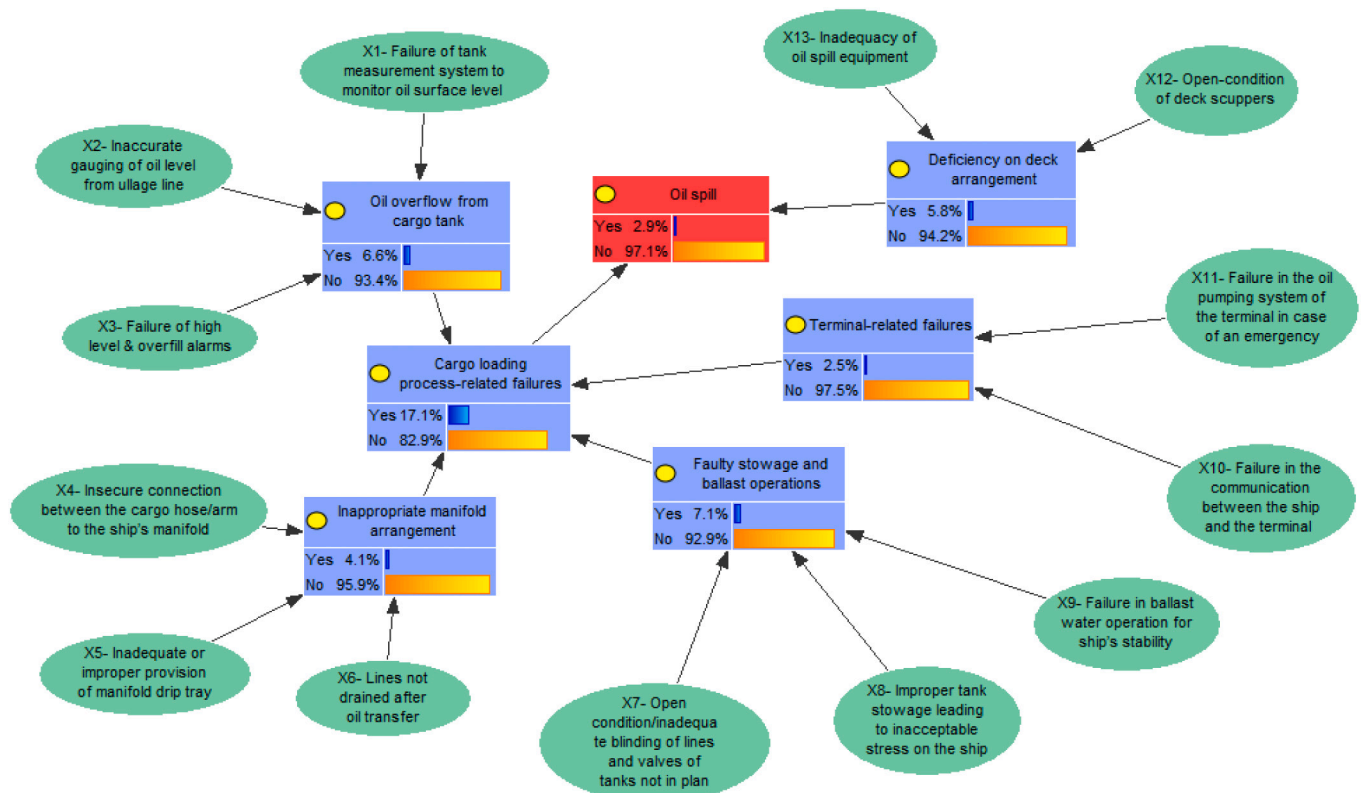 X1- Failure of tank
measurement system to
monitor oil surface level
X13- Inadequacy of
oil spill equipment
X12- Open-condition
of deck scuppers
X2- Inaccurate
gauging of oil level
from ullage line
Oil overflow from
cargo tank
Yes 6.6%
No 93.4%
Oil spill
Yes 2.9%
No 97.1%
Deficiency on deck
arrangement
Yes 5.8%
No 94.2%
X3- Failure of high
level & overfill alarms
X11- Failure in the oil
pumping system of
the terminal in case
of an emergency
Terminal-related failures
Yes 2.5%
No 97.5%
Cargo loading
process-related failures
Yes 17.1%
No 82.9%
X4- Insecure connection
between the cargo hose/arm
to the ship's manifold
Inappropriate manifold
arrangement
Yes 4.1%
No 95.9%
Faulty stowage and
ballast operations
Yes 7.1%
No 92.9%
X10- Failure in the
communication
between the ship
and the terminal
X5- Inadequate or
improper provision
of manifold drip tray
X6- Lines not
drained after
oil transfer
X7- Open
condition/inadequa
te blinding of lines
and valves of
tanks not in plan
X8- Improper tank
stowage leading
to inacceptable
stress on the ship
X9- Failure in ballast
water operation for
ship's stability